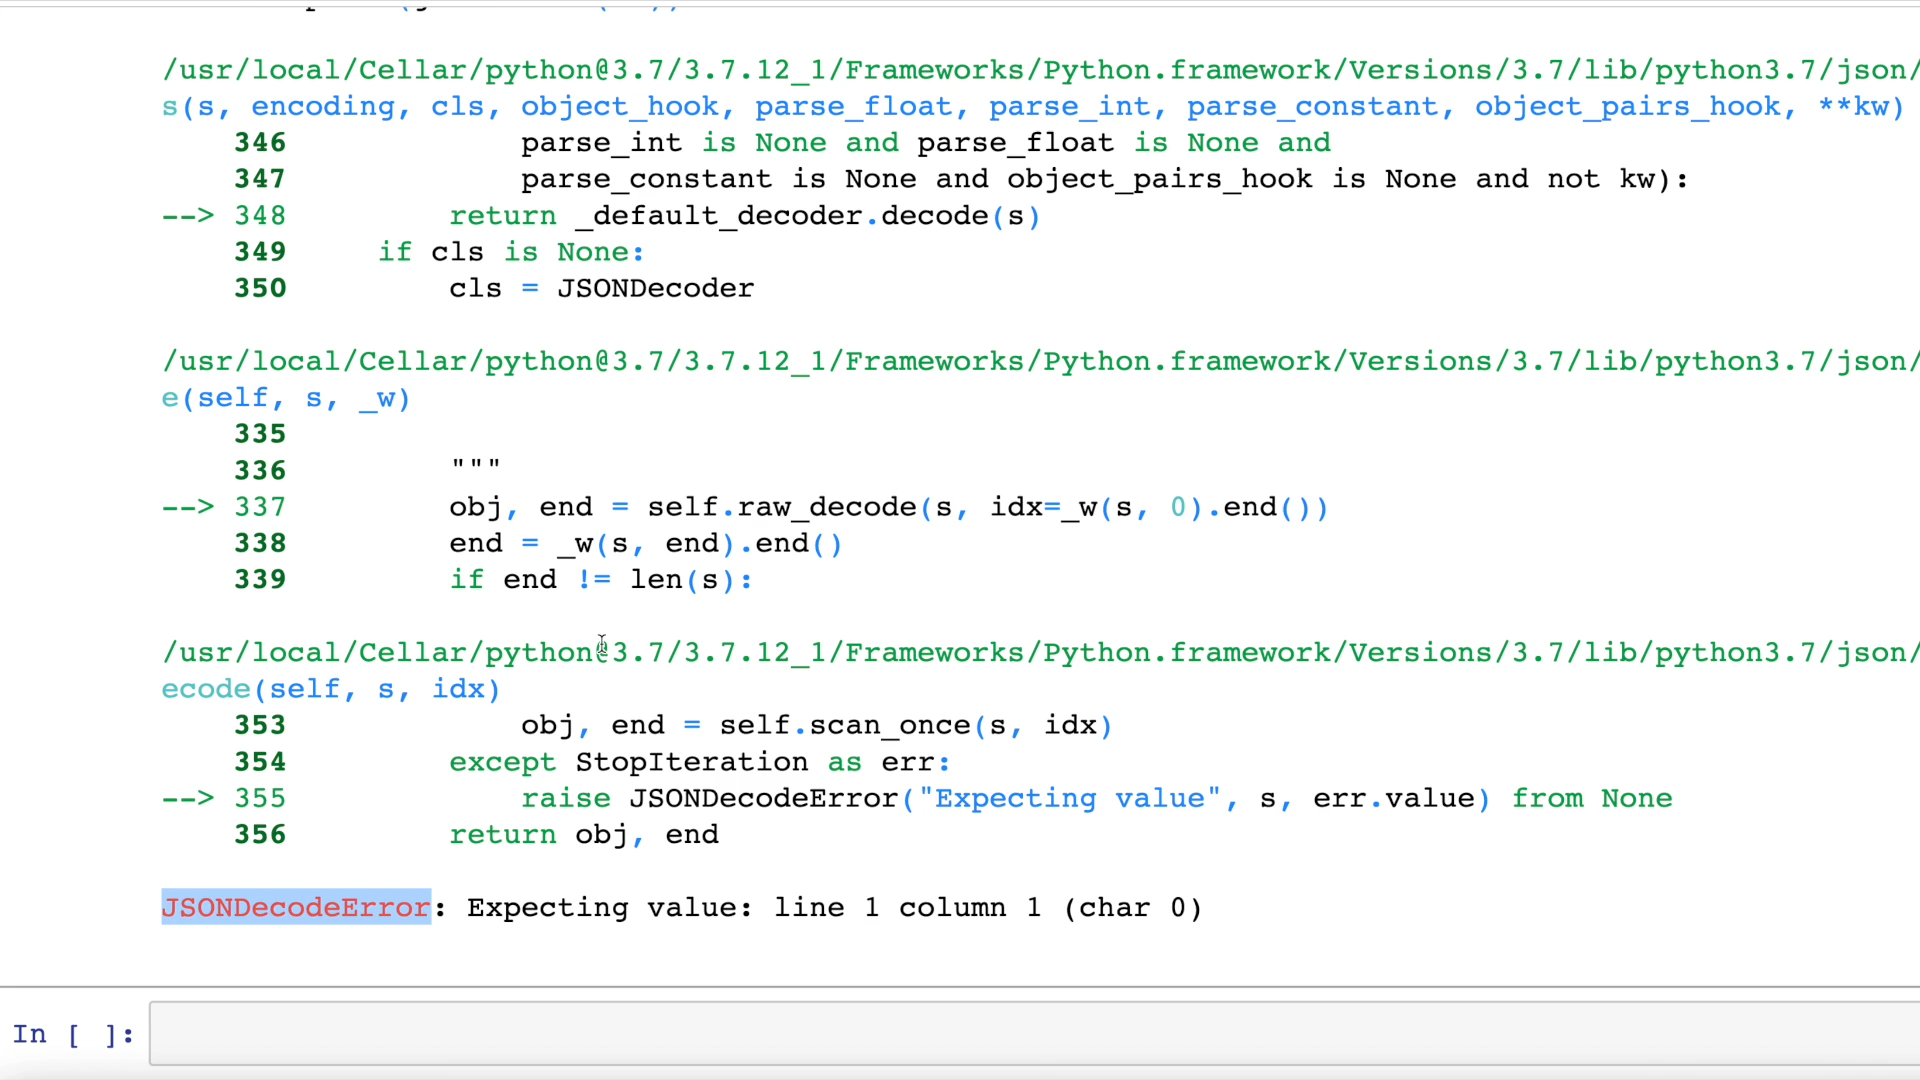 /usr/local/Cellar/python@3.7/3.7.12_1/Frameworks/Python.framework/Versions/3.7/lib/python3.7/json/
s(s, encoding, cls, object_hook, parse_float, parse_int, parse_constant, object_pairs_hook, **kw)
346             parse_int is None and parse_float is None and
347             parse_constant is None and object_pairs_hook is None and not kw):
--> 348         return _default_decoder.decode(s)
349     if cls is None:
350         cls = JSONDecoder
/usr/local/Cellar/python@3.7/3.7.12_1/Frameworks/Python.framework/Versions/3.7/lib/python3.7/json/
e(self, s, _w)
335
336         """
--> 337         obj, end = self.raw_decode(s, idx=_w(s, 0).end())
338         end = _w(s, end).end()
339         if end != len(s):
/usr/local/Cellar/python@3.7/3.7.12_1/Frameworks/Python.framework/Versions/3.7/lib/python3.7/json/
ecode(self, s, idx)
353             obj, end = self.scan_once(s, idx)
354         except StopIteration as err:
--> 355             raise JSONDecodeError("Expecting value", s, err.value) from None
356         return obj, end
JSONDecodeError: Expecting value: line 1 column 1 (char 0)
In [ ]: